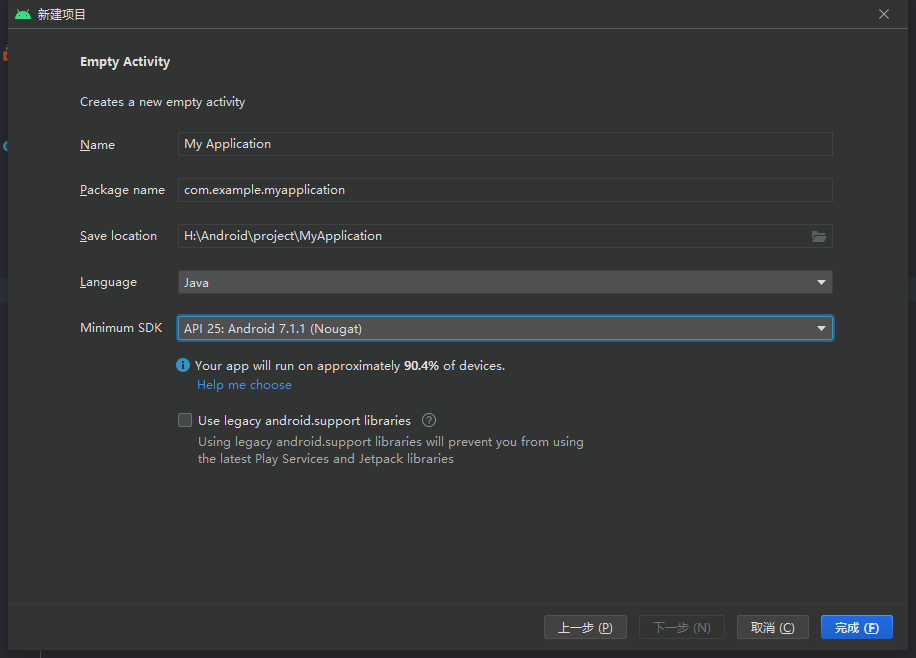 新建项目
Empty Activity
Creates a new empty activity
Name My Application
Package name com.example.myapplication
Save location H:\Android\project\MyApplication
Language Java
Minimum SDK API 25: Android 7.1.1 (Nougat)
Your app will run on approximately 90.4% of devices.
Help me choose
Use legacy android.support libraries ?
Using legacy android.support libraries will prevent you from using
the latest Play Services and Jetpack libraries
上一步 (P) 下一步 (N) 取消 (C) 完成 (F)